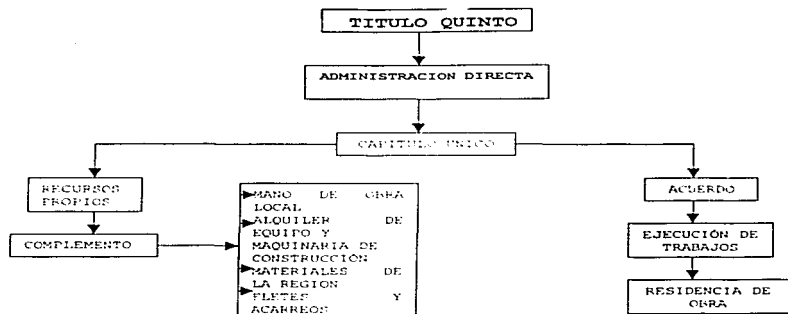 TITULO QUINTO
ADMINISTRACION DIRECTA
CAPITULO UNICO
RECURSOS
PROPIOS
COMPLEMENTO
MANO DE OBRA
LOCAL
ALQUILER DE
EQUIPO Y
MAQUINARIA DE
CONSTRUCCIÓN
MATERIALES DE
LA REGION
FLETES Y
ACARREOS
ACUERDO
EJECUCIÓN DE
TRABAJOS
RESIDENCIA DE
OBRA